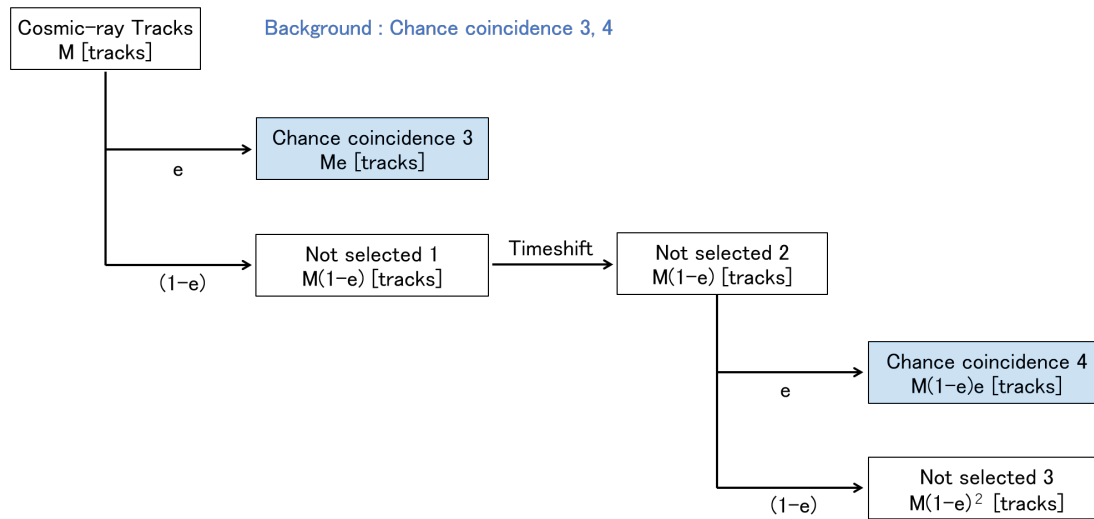 Cosmic-ray Tracks
M [tracks]
Background : Chance coincidence 3, 4
Chance coincidence 3
Me [tracks]
e
Not selected 1
M(1-e) [tracks]
(1-e)
Timeshift
Not selected 2
M(1-e) [tracks]
Chance coincidence 4
M(1-e)e [tracks]
e
Not selected 3
M(1-e)² [tracks]
(1-e)